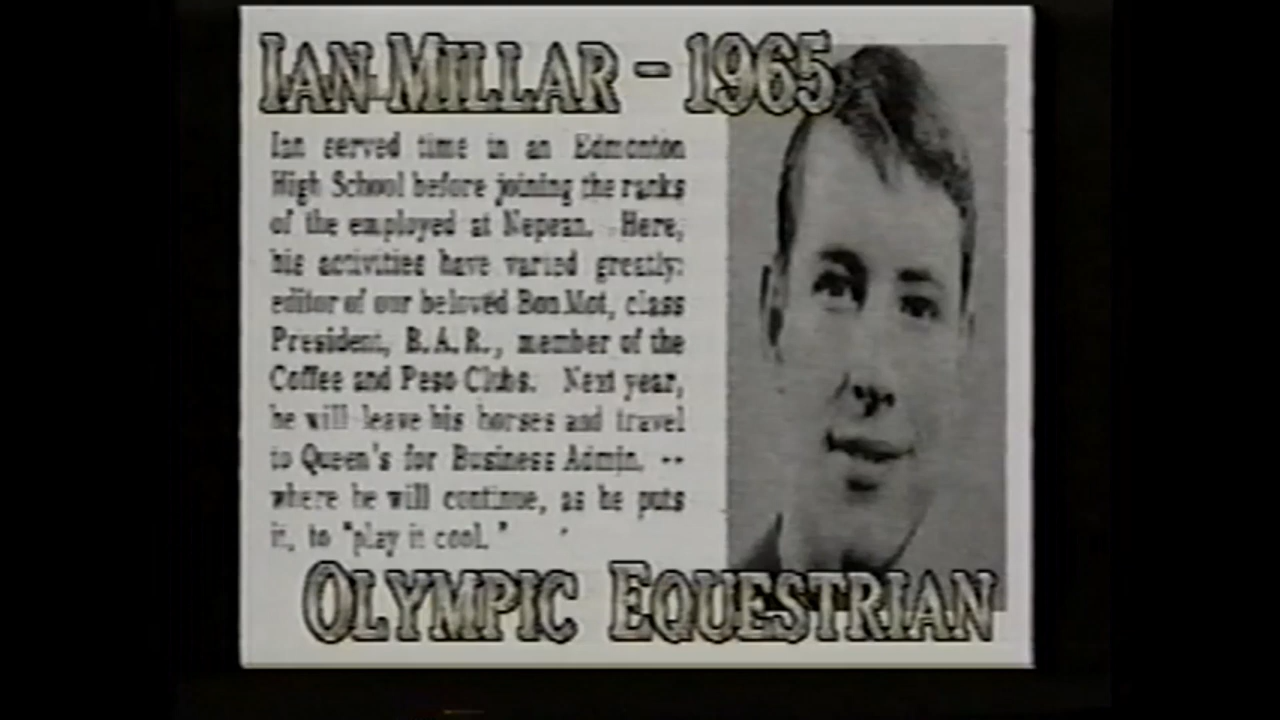 IAN MILLAR - 1965
Ian served time in an Edmonton
High School before joining the ranks
of the employed at Nepean. Here,
his activities have varied greatly:
editor of our beloved Bon Mot, class
President, B.A.R., member of the
Coffee and Peso Clubs. Next year,
he will leave his horses and travel
to Queen's for Business Admin. --
where he will continue, as he puts
it, to "play it cool."
OLYMPIC EQUESTRIAN